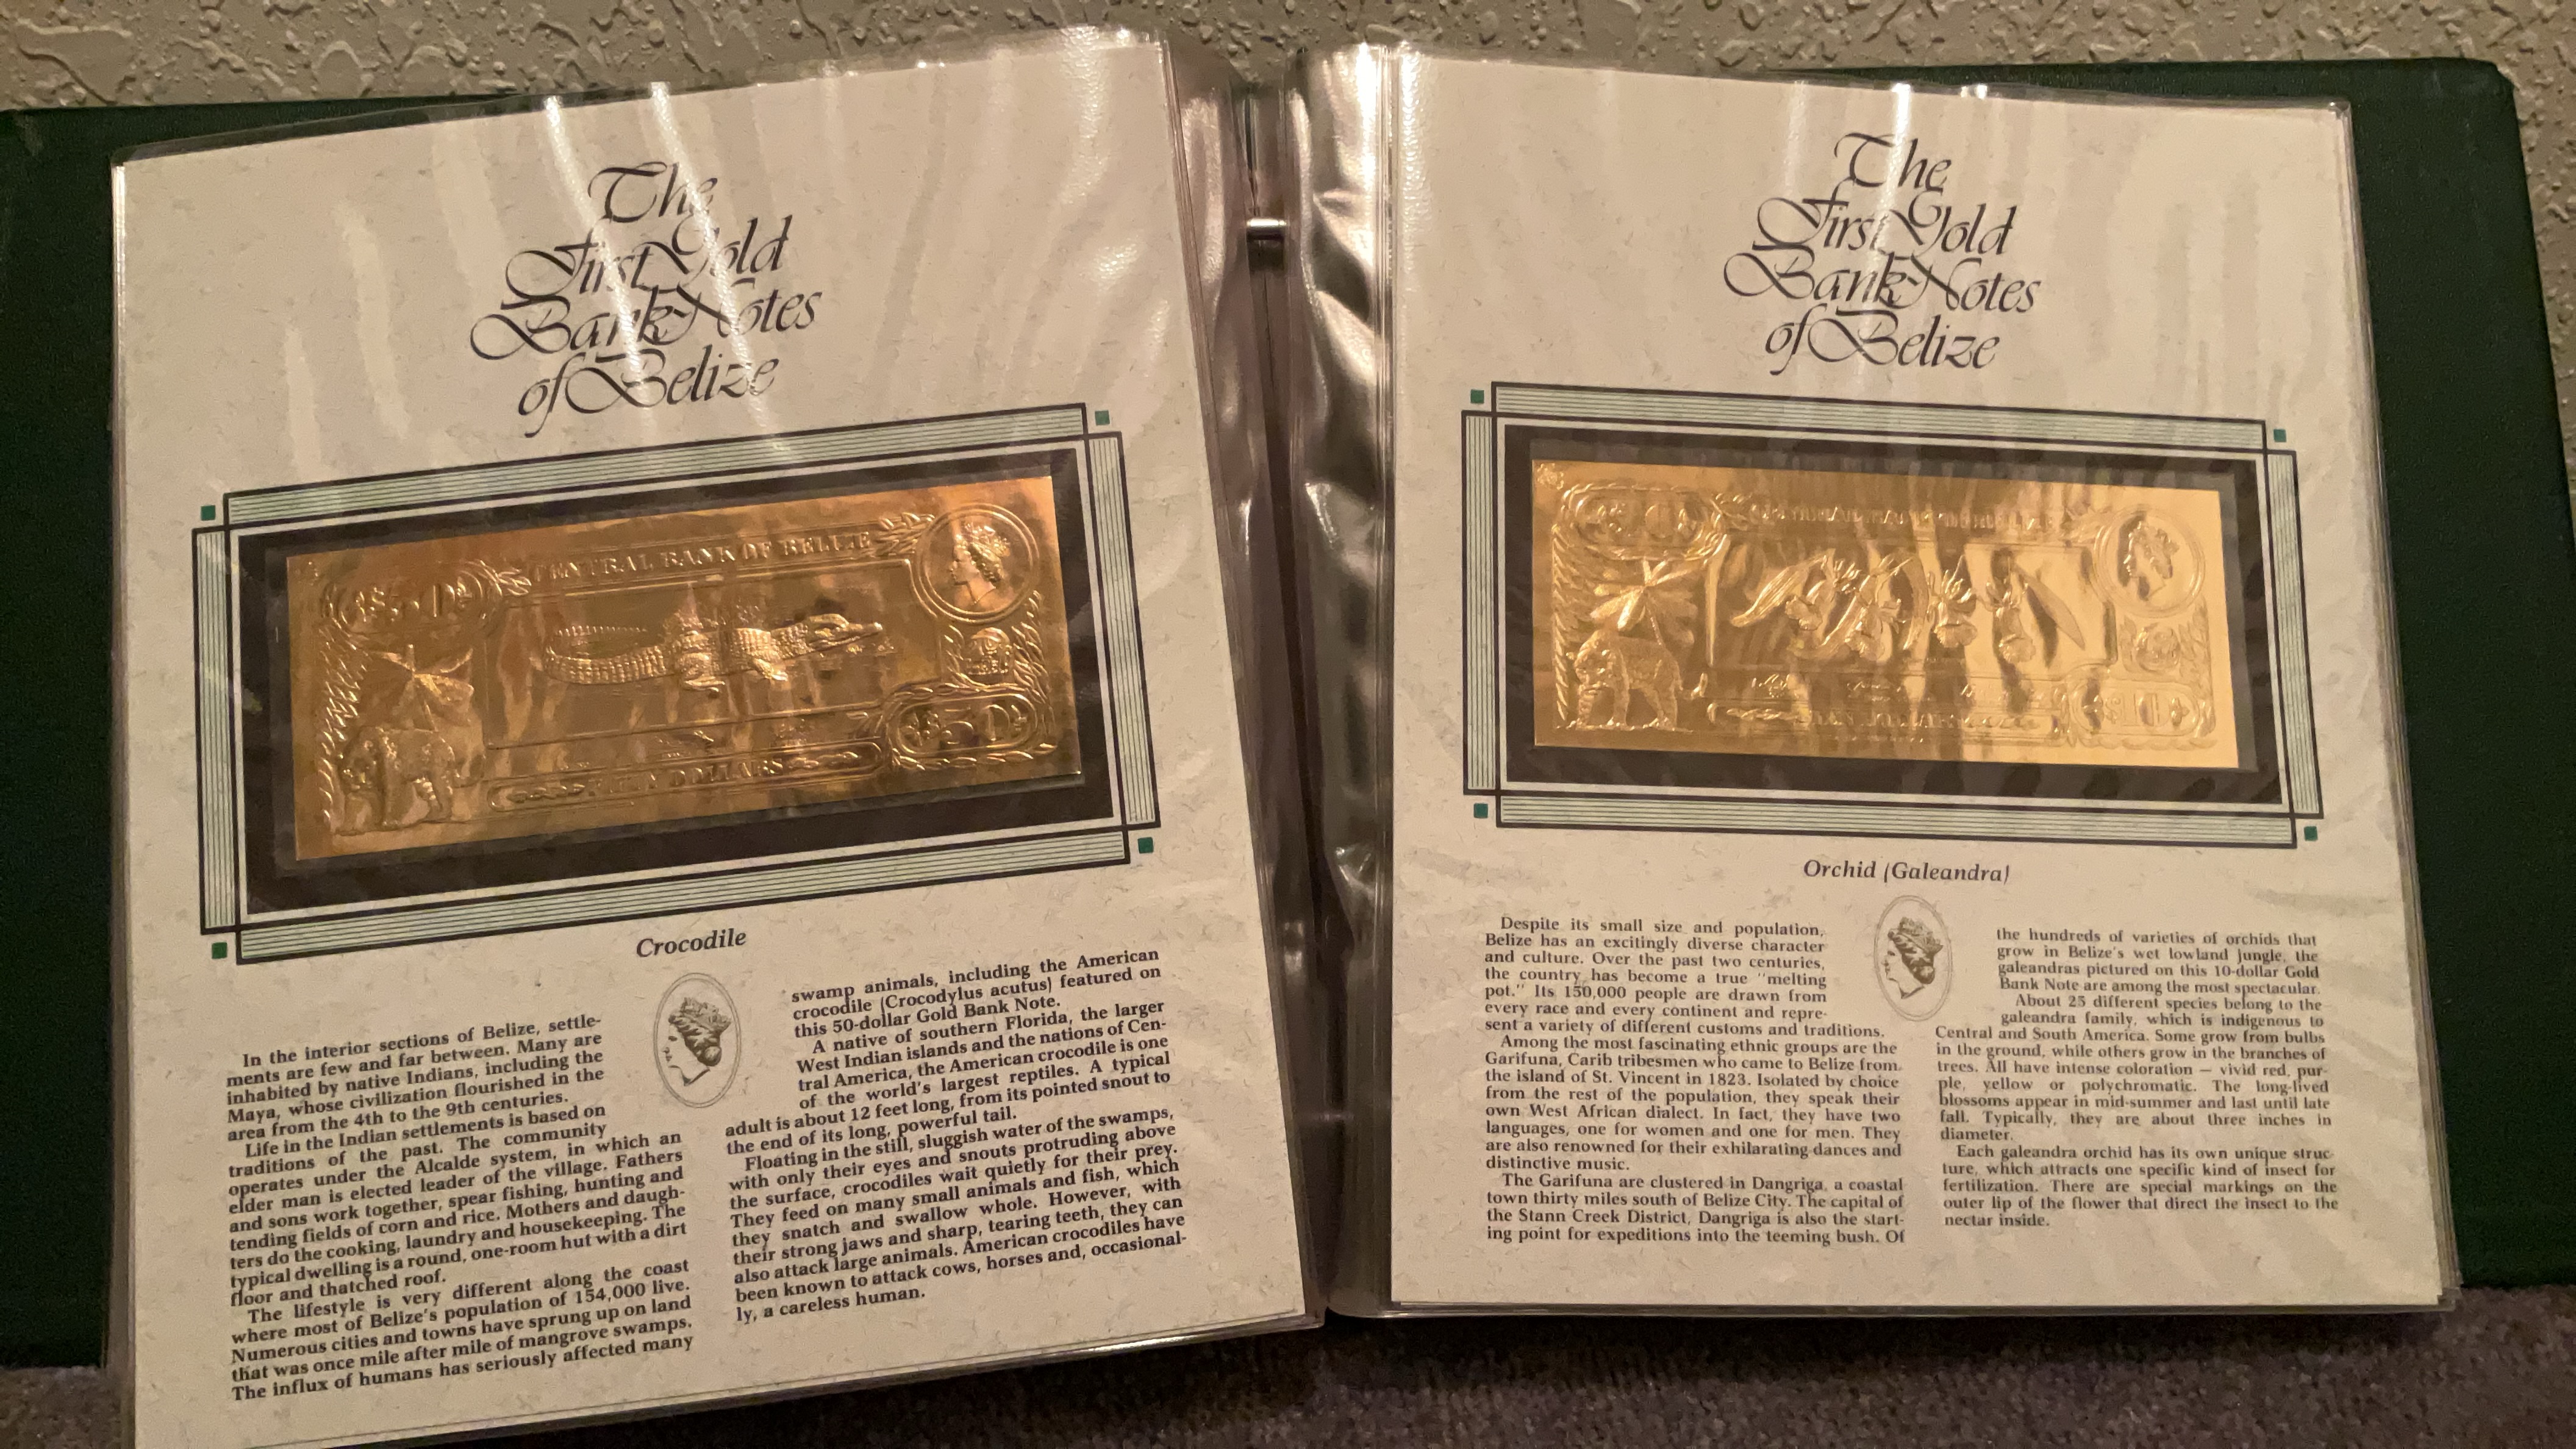 The
First Gold
Bank Notes
of Belize
CENTRAL BANK OF BELIZE
$50
$50
FIFTY DOLLARS
Crocodile
In the interior sections of Belize, settle-
ments are few and far between. Many are
inhabited by native Indians, including the
Maya, whose civilization flourished in the
area from the 4th to the 9th centuries.
Life in the Indian settlements is based on
traditions of the past. The community
operates under the Alcalde system, in which an
elder man is elected leader of the village. Fathers
and sons work together, spear fishing, hunting and
tending fields of corn and rice. Mothers and daugh-
ters do the cooking, laundry and housekeeping. The
typical dwelling is a round, one-room hut with a dirt
floor and thatched roof.
The lifestyle is very different along the coast
where most of Belize's population of 154,000 live.
Numerous cities and towns have sprung up on land
that was once mile after mile of mangrove swamps.
The influx of humans has seriously affected many
swamp animals, including the American
crocodile (Crocodylus acutus) featured on
this 50-dollar Gold Bank Note.
A native of southern Florida, the larger
West Indian islands and the nations of Cen-
tral America, the American crocodile is one
of the world's largest reptiles. A typical
adult is about 12 feet long, from its pointed snout to
the end of its long, powerful tail.
Floating in the still, sluggish water of the swamps,
with only their eyes and snouts protruding above
the surface, crocodiles wait quietly for their prey.
They feed on many small animals and fish, which
they snatch and swallow whole. However, with
their strong jaws and sharp, tearing teeth, they can
also attack large animals. American crocodiles have
been known to attack cows, horses and, occasional-
ly, a careless human.
The
First Gold
Bank Notes
of Belize
$10
TEN DOLLARS
Orchid (Galeandra)
Despite its small size and population,
Belize has an excitingly diverse character
and culture. Over the past two centuries,
the country has become a true "melting
pot." Its 150,000 people are drawn from
every race and every continent and repre-
sent a variety of different customs and traditions.
Among the most fascinating ethnic groups are the
Garifuna, Carib tribesmen who came to Belize from
the island of St. Vincent in 1823. Isolated by choice
from the rest of the population, they speak their
own West African dialect. In fact, they have two
languages, one for women and one for men. They
are also renowned for their exhilarating dances and
distinctive music.
The Garifuna are clustered in Dangriga, a coastal
town thirty miles south of Belize City. The capital of
the Stann Creek District, Dangriga is also the start-
ing point for expeditions into the teeming bush. Of
the hundreds of varieties of orchids that
grow in Belize's wet lowland jungle, the
galeandras pictured on this 10-dollar Gold
Bank Note are among the most spectacular.
About 25 different species belong to the
galeandra family, which is indigenous to
Central and South America. Some grow from bulbs
in the ground, while others grow in the branches of
trees. All have intense coloration — vivid red, pur-
ple, yellow or polychromatic. The long-lived
blossoms appear in mid-summer and last until late
fall. Typically, they are about three inches in
diameter.
Each galeandra orchid has its own unique struc-
ture, which attracts one specific kind of insect for
fertilization. There are special markings on the
outer lip of the flower that direct the insect to the
nectar inside.